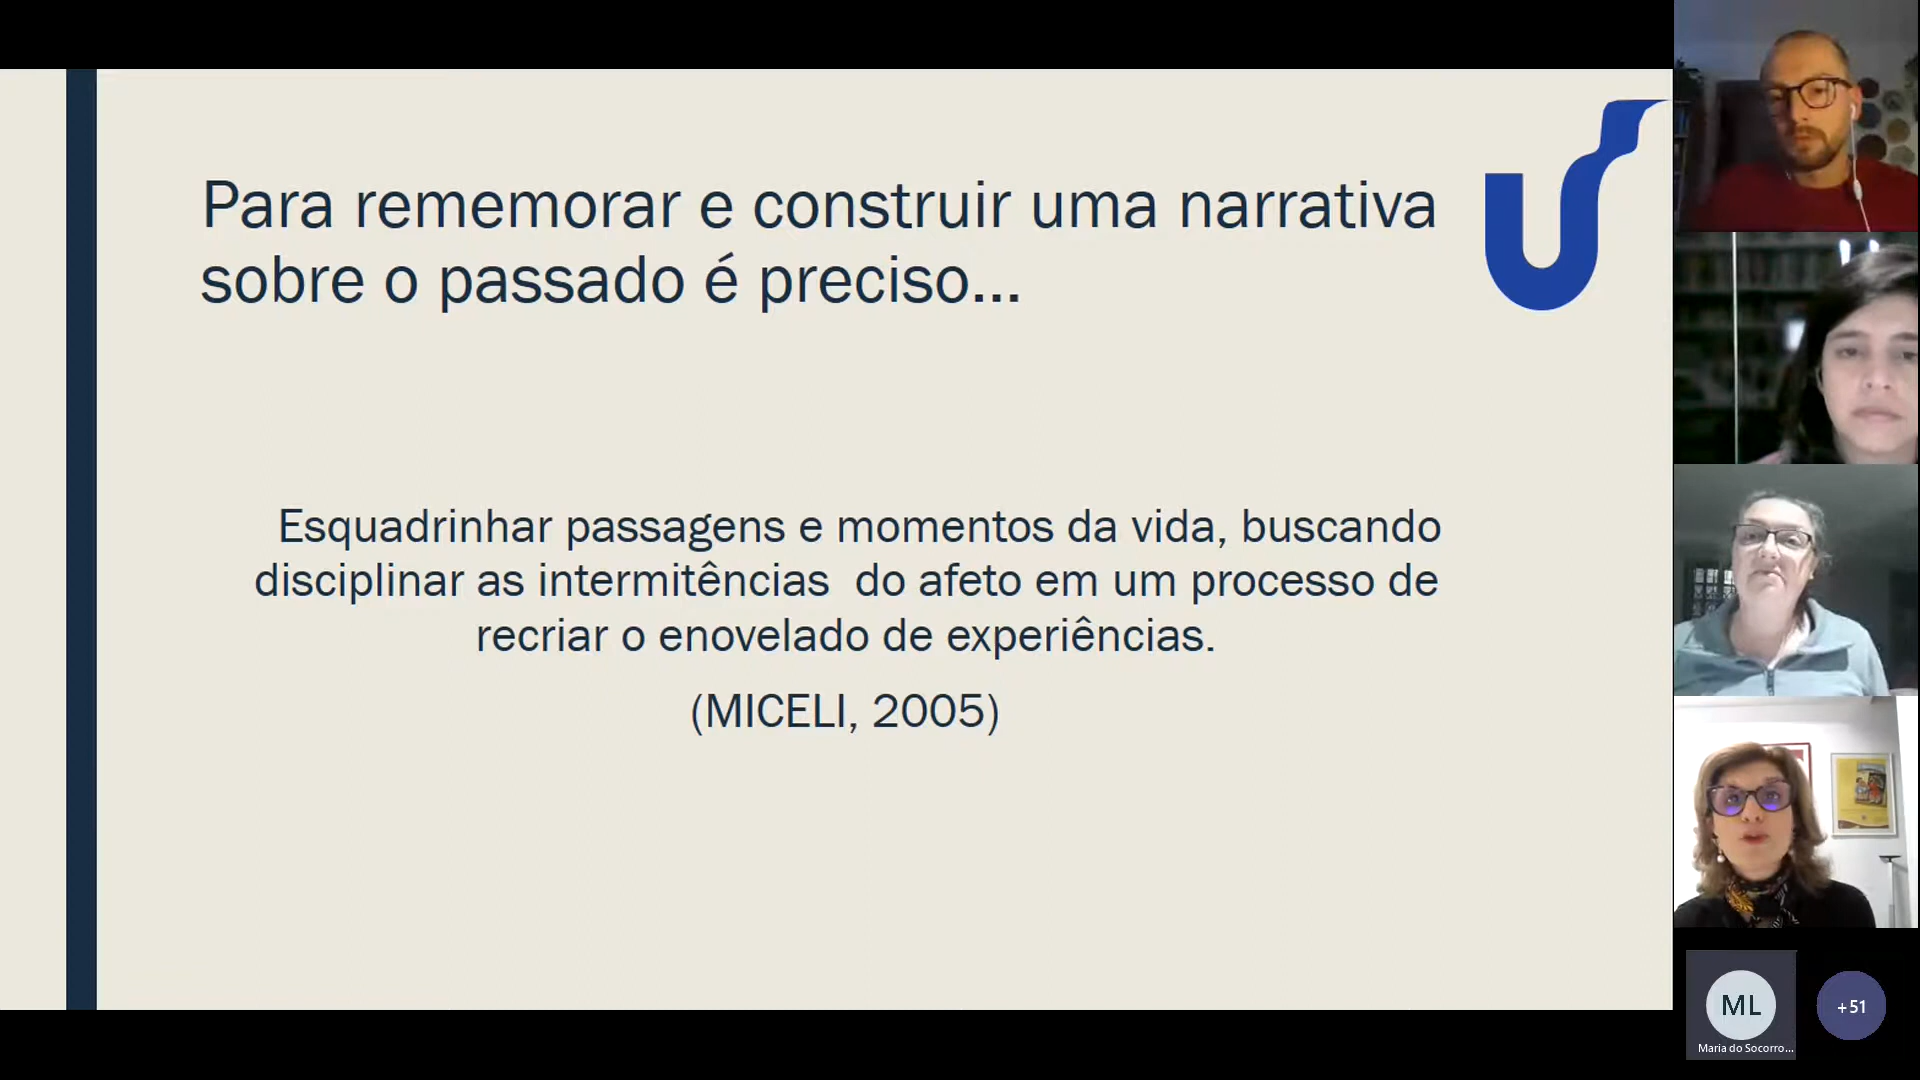 Para rememorar e construir uma narrativa
sobre o passado é preciso...
Esquadrinhar passagens e momentos da vida, buscando
disciplinar as intermitências do afeto em um processo de
recriar o enovelado de experiências.
(MICELI, 2005)
ML
+51
Maria do Socorro...